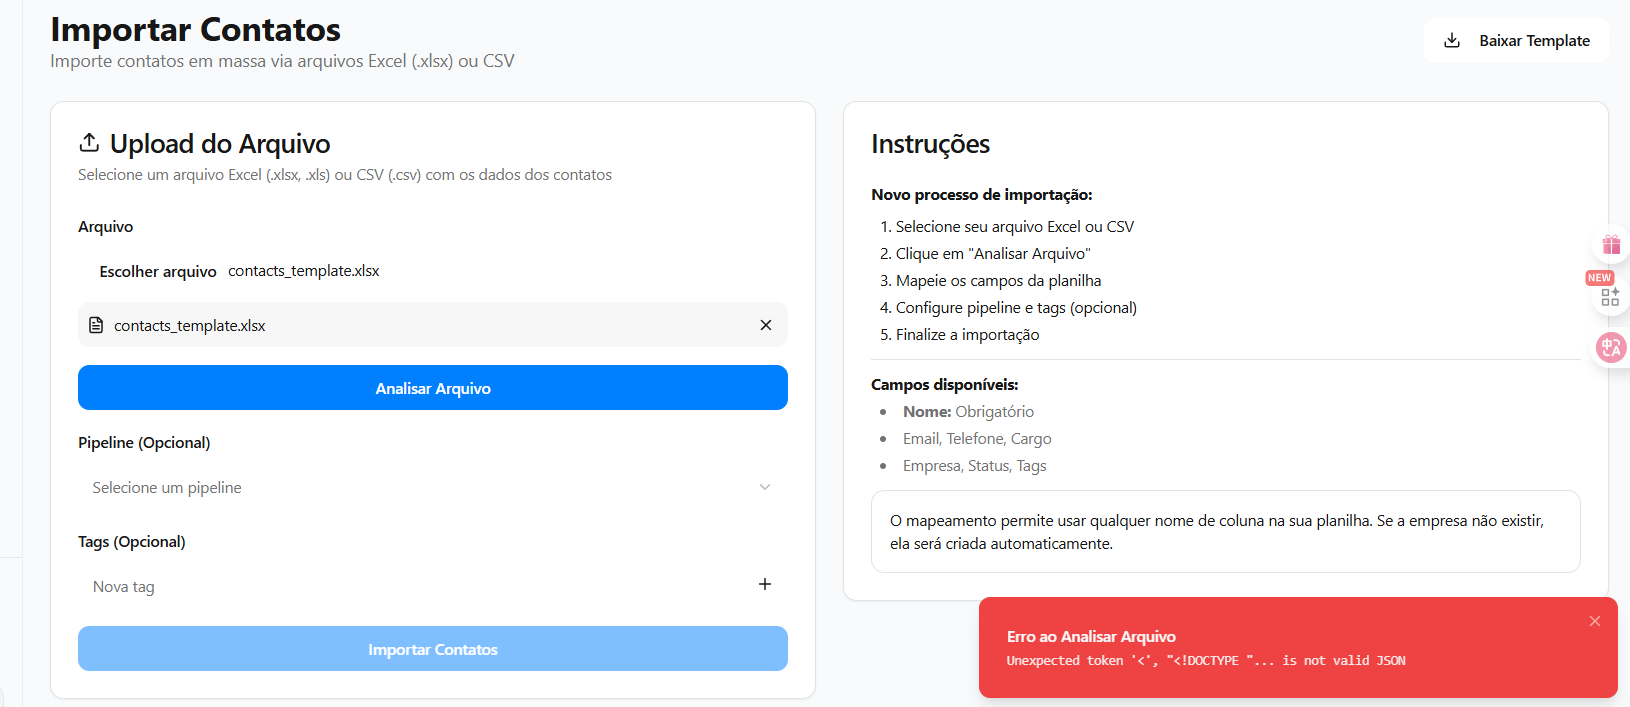 Importar Contatos
Importe contatos em massa via arquivos Excel (.xlsx) ou CSV
Baixar Template
Upload do Arquivo
Selecione um arquivo Excel (.xlsx, .xls) ou CSV (.csv) com os dados dos contatos
Arquivo
Escolher arquivo contacts_template.xlsx
contacts_template.xlsx
Analisar Arquivo
Pipeline (Opcional)
Selecione um pipeline
Tags (Opcional)
Nova tag
Importar Contatos
Instruções
Novo processo de importação:
1. Selecione seu arquivo Excel ou CSV
2. Clique em "Analisar Arquivo"
3. Mapeie os campos da planilha
4. Configure pipeline e tags (opcional)
5. Finalize a importação
Campos disponíveis:
Nome: Obrigatório
Email, Telefone, Cargo
Empresa, Status, Tags
O mapeamento permite usar qualquer nome de coluna na sua planilha. Se a empresa não existir,
ela será criada automaticamente.
NEW
中A
Erro ao Analisar Arquivo
Unexpected token '<', "<!DOCTYPE "... is not valid JSON